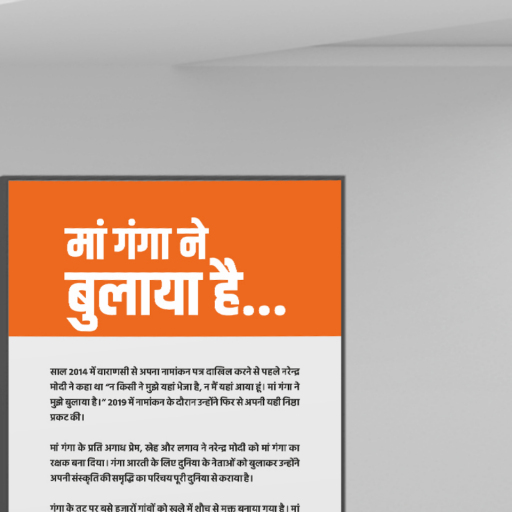 मां गंगा ने
बुलाया है...
साल 2014 में वाराणसी से अपना नामांकन पत्र दाखिल करने से पहले नरेन्द्र
मोदी ने कहा था "न किसी ने मुझे यहां भेजा है, न मैं यहां आया हूं। मां गंगा ने
मुझे बुलाया है।" 2019 में नामांकन के दौरान उन्होंने फिर से अपनी यही निष्ठा
प्रकट की।
मां गंगा के प्रति अगाध प्रेम, स्नेह और लगाव ने नरेन्द्र मोदी को मां गंगा का
रक्षक बना दिया। गंगा आरती के लिए दुनिया के नेताओं को बुलाकर उन्होंने
अपनी संस्कृति की समृद्धि का परिचय पूरी दुनिया से कराया है।
गंगा के तट पर बसे हजारों गांवों को खुले में शौच से मुक्त बनाया गया है। मां